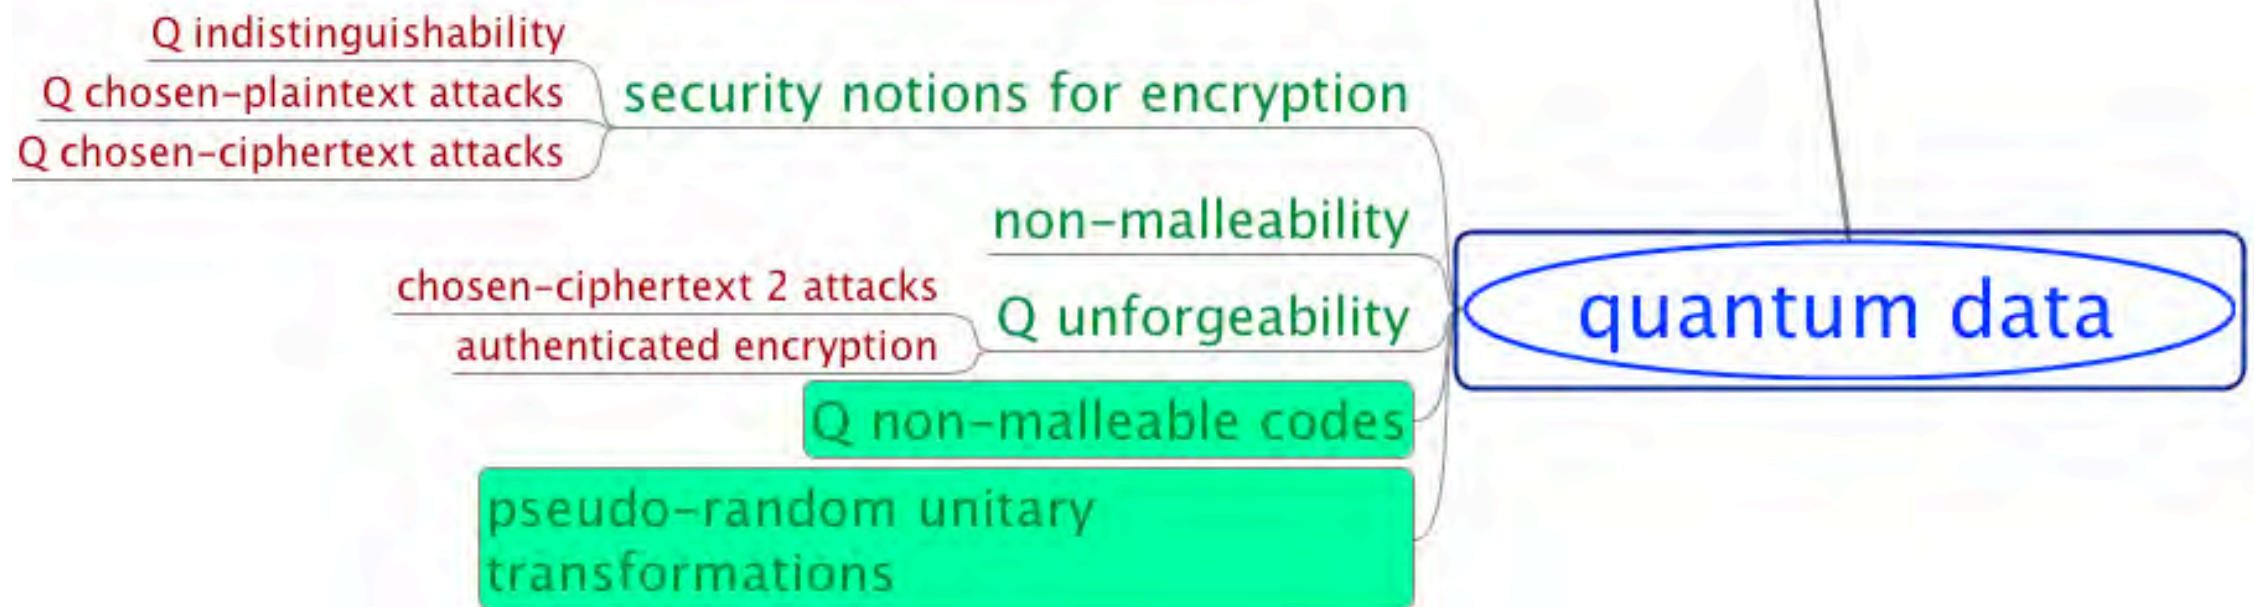 Q indistinguishability
Q chosen-plaintext attacks
Q chosen-ciphertext attacks
security notions for encryption
non-malleability
chosen-ciphertext 2 attacks
authenticated encryption
Q unforgeability
Q non-malleable codes
pseudo-random unitary
transformations
quantum data